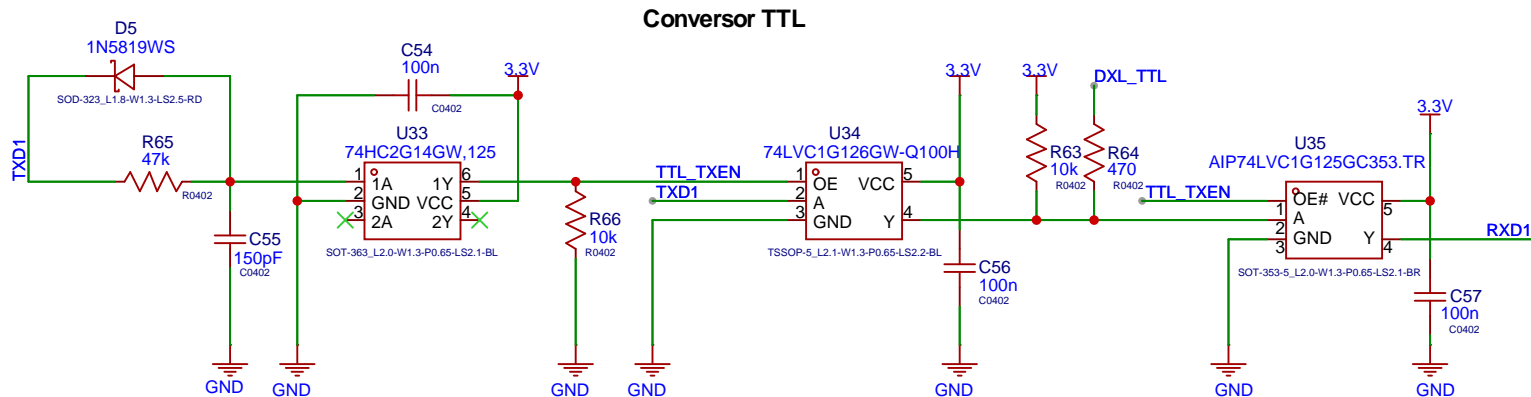 Conversor TTL
D5
1N5819WS
SOD-323_L1.8-W1.3-LS2.5-RD
TXD1
R65
47k
R0402
C55
150pF
C0402
GND
C54
100n
C0402
3.3V
U33
74HC2G14GW,125
1 1A 1Y 6
2 GND VCC 5
3 2A 2Y 4
SOT-363_L2.0-W1.3-P0.65-LS2.1-BL
GND
R66
10k
R0402
GND
TTL_TXEN
TXD1
U34
74LVC1G126GW-Q100H
1 OE VCC 5
2 A
3 GND Y 4
TSSOP-5_L2.1-W1.3-P0.65-LS2.2-BL
GND
3.3V
C56
100n
C0402
GND
3.3V
R63
10k
R0402
DXL_TTL
R64
470
R0402
TTL_TXEN
U35
AIP74LVC1G125GC353.TR
1 OE# VCC 5
2 A
3 GND Y 4
SOT-353-5_L2.0-W1.3-P0.65-LS2.1-BR
GND
3.3V
RXD1
C57
100n
C0402
GND